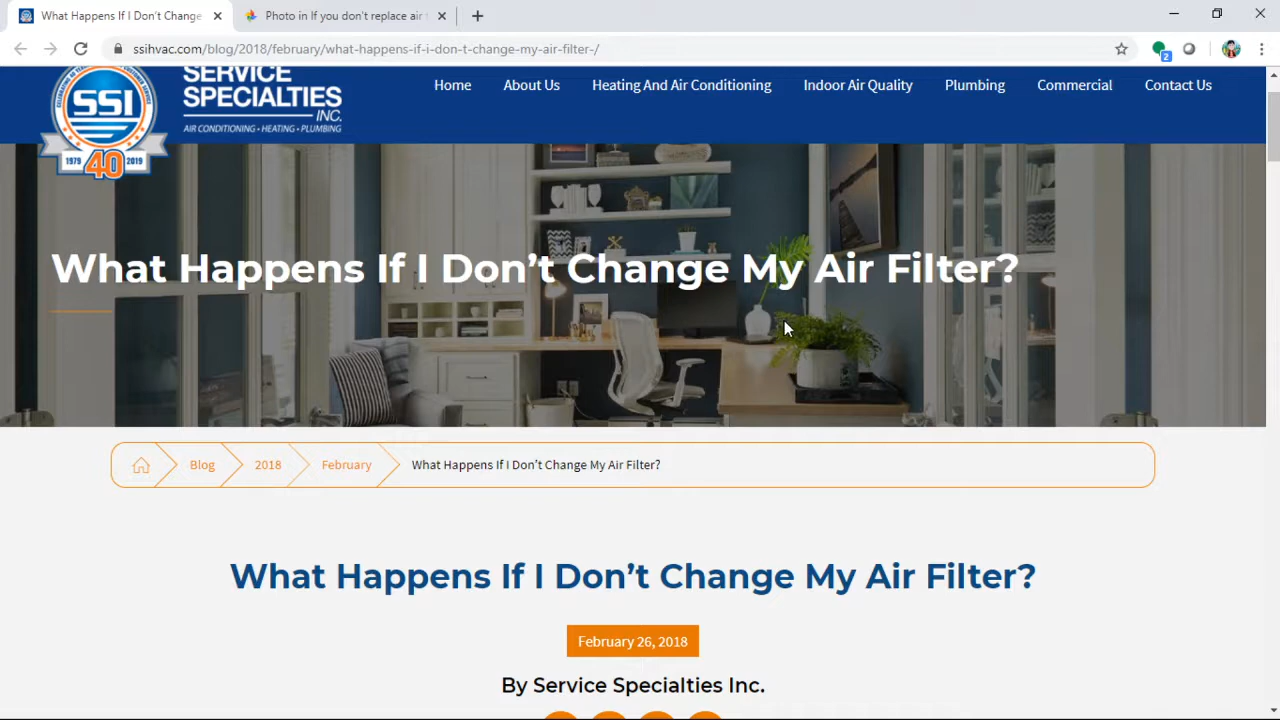 What Happens If I Don't Change
Photo in If you don't replace air
ssihvac.com/blog/2018/february/what-happens-if-i-don-t-change-my-air-filter-/
2
SSI
1979 40 2019
SERVICE
SPECIALTIES
INC.
AIR CONDITIONING • HEATING • PLUMBING
Home About Us Heating And Air Conditioning Indoor Air Quality Plumbing Commercial Contact Us
What Happens If I Don't Change My Air Filter?
Blog 2018 February What Happens If I Don't Change My Air Filter?
What Happens If I Don't Change My Air Filter?
February 26, 2018
By Service Specialties Inc.